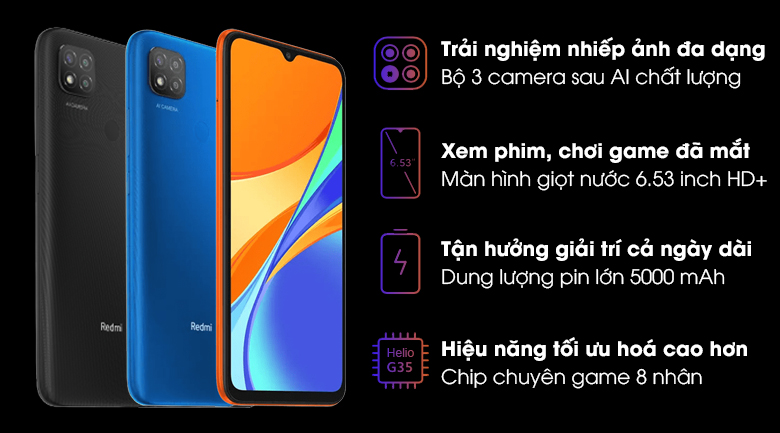 AI CAMERA
AI CAMERA
Redmi
Redmi
Trải nghiệm nhiếp ảnh đa dạng
Bộ 3 camera sau AI chất lượng
6.53"
Xem phim, chơi game đã mắt
Màn hình giọt nước 6.53 inch HD+
Tận hưởng giải trí cả ngày dài
Dung lượng pin lớn 5000 mAh
Helio
G35
Hiệu năng tối ưu hoá cao hơn
Chip chuyên game 8 nhân